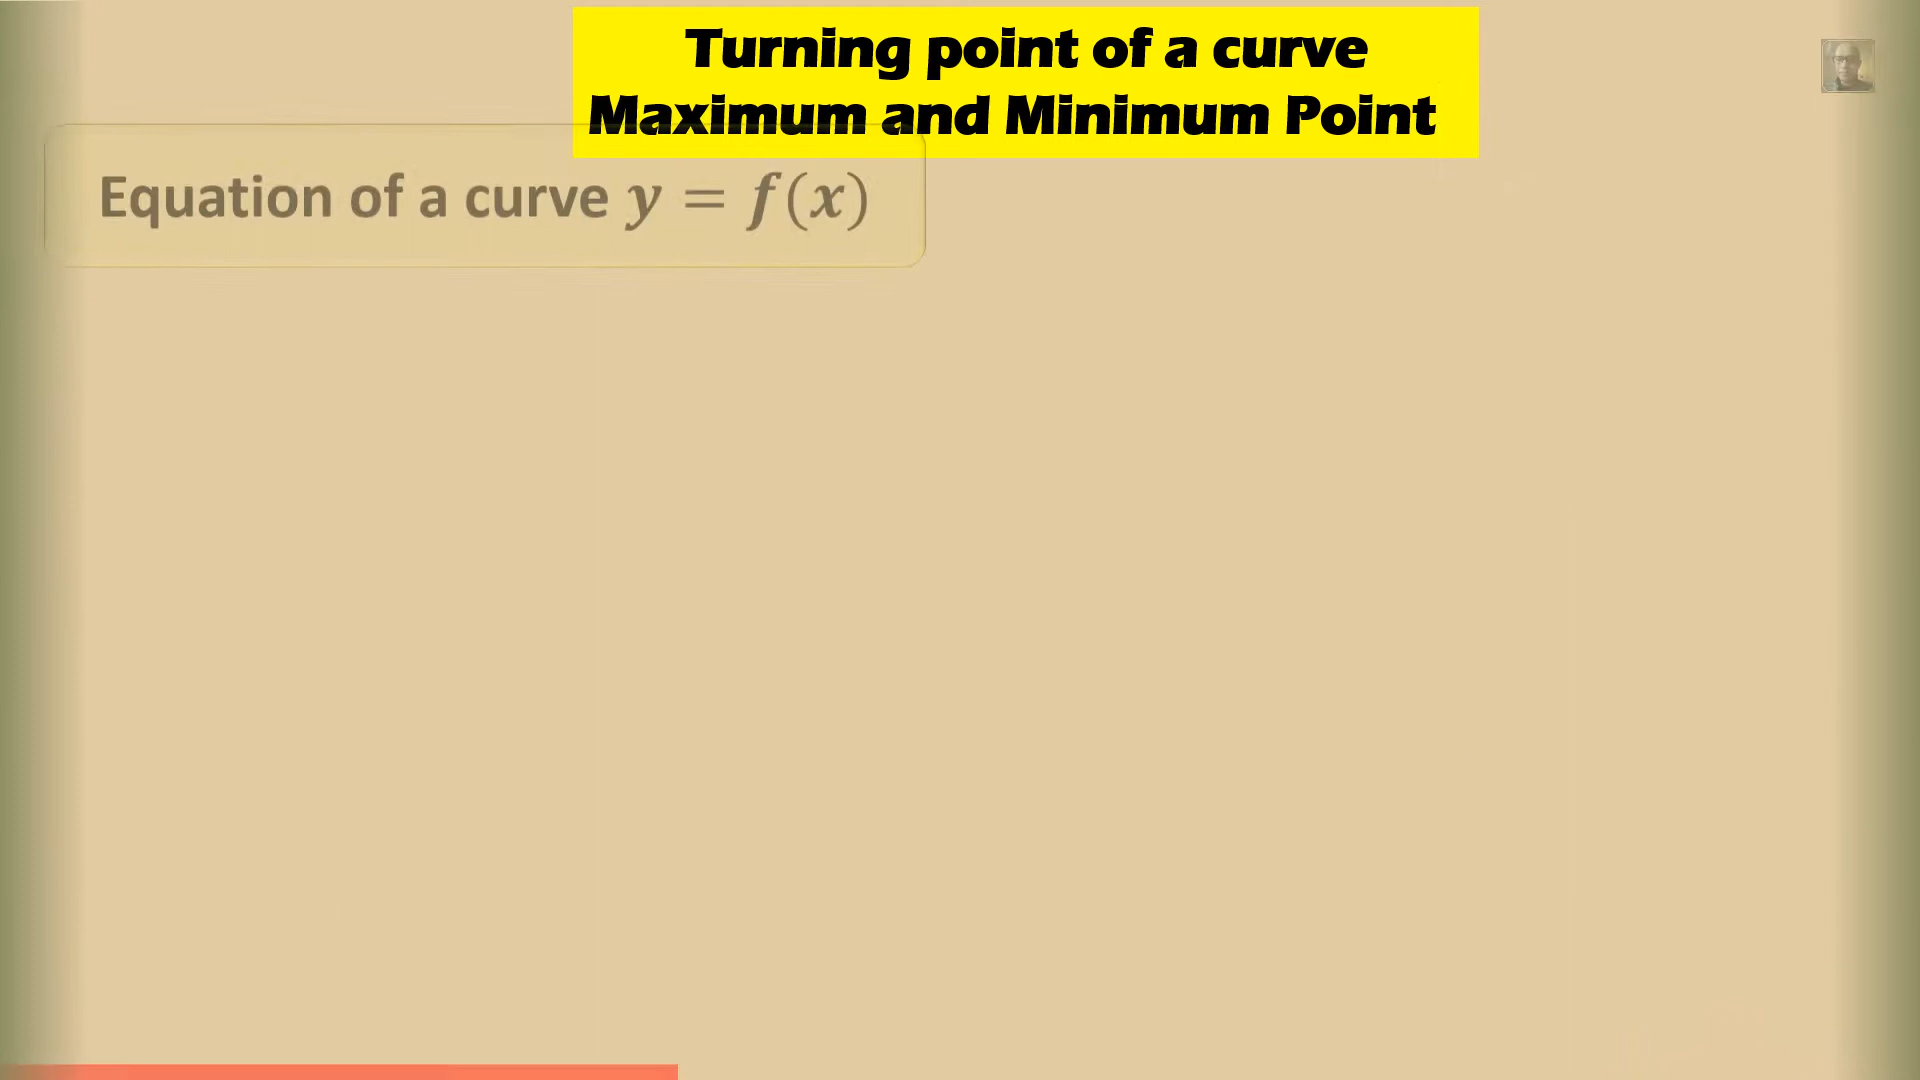 Turning point of a curve
Maximum and Minimum Point
Equation of a curve y = f(x)